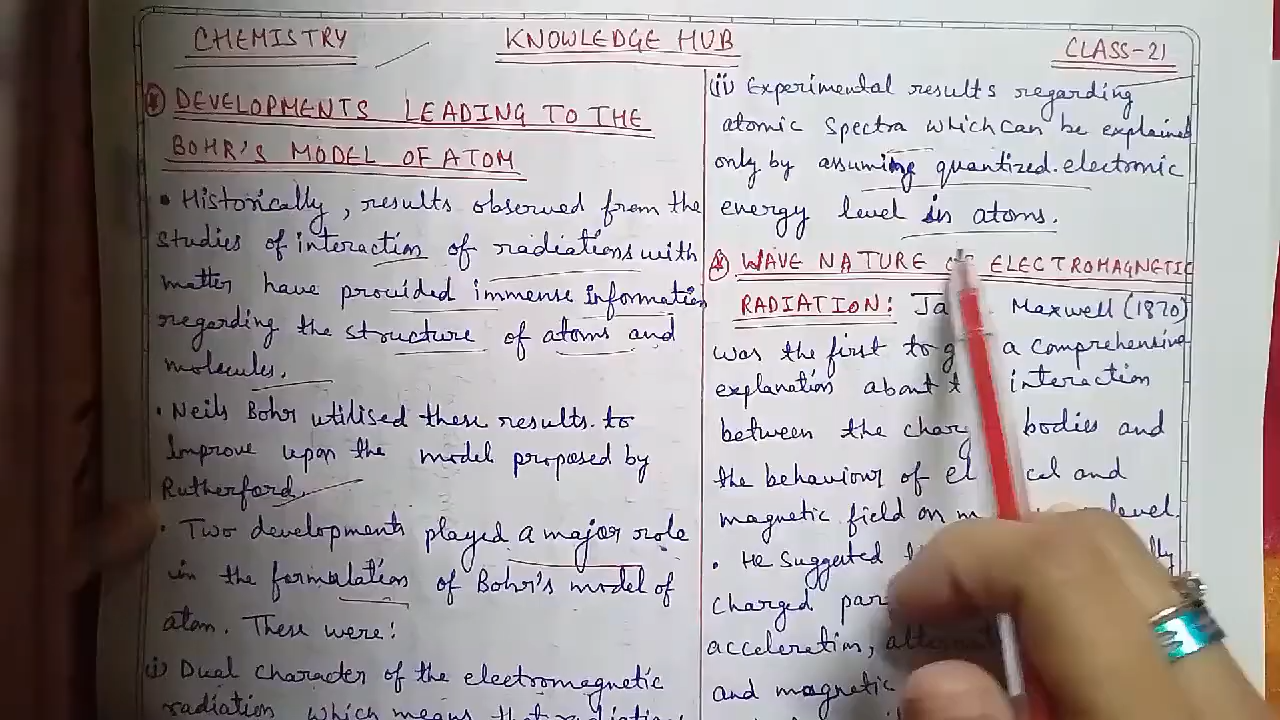 CHEMISTRY
KNOWLEDGE HUB
CLASS-21
DEVELOPMENTS LEADING TO THE
BOHR'S MODEL OF ATOM
• Historically, results observed from the
studies of interaction of radiations with
matter have provided immense information
regarding the structure of atoms and
molecules.
• Neils Bohr utilised these results to
improve upon the model proposed by
Rutherford.
• Two developments played a major role
in the formulation of Bohr's model of
atom. These were:
(i) Dual character of the electromagnetic
radiation which means that
(ii) Experimental results regarding
atomic spectra which can be explained
only by assuming quantized electronic
energy level in atoms.
WAVE NATURE ELECTROMAGNETIC
RADIATION: Maxwell (1870)
was the first to a comprehensive
explanation about interaction
between the bodies and
the behaviour of and
magnetic field on level.
• He suggested
charged
acceleration,
and magnetic